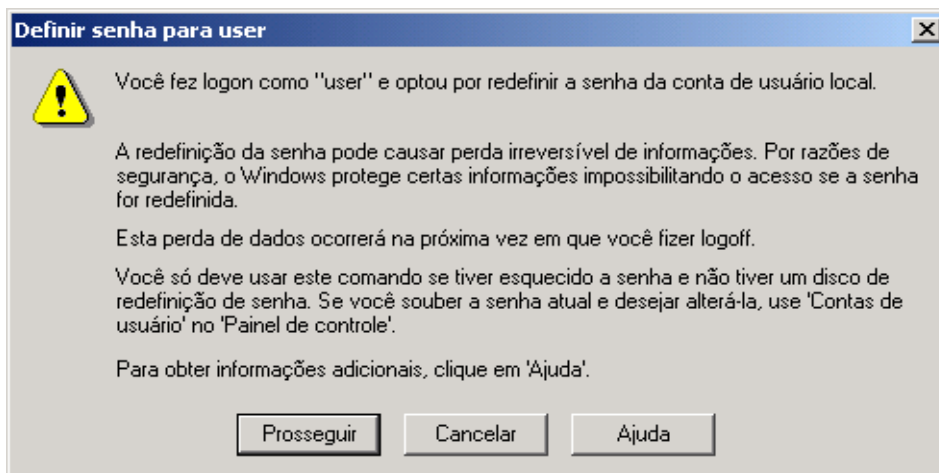 Definir senha para user
Você fez logon como "user" e optou por redefinir a senha da conta de usuário local.
A redefinição da senha pode causar perda irreversível de informações. Por razões de
segurança, o Windows protege certas informações impossibilitando o acesso se a senha
for redefinida.
Esta perda de dados ocorrerá na próxima vez em que você fizer logoff.
Você só deve usar este comando se tiver esquecido a senha e não tiver um disco de
redefinição de senha. Se você souber a senha atual e desejar alterá-la, use 'Contas de
usuário' no 'Painel de controle'.
Para obter informações adicionais, clique em 'Ajuda'.
Prosseguir Cancelar Ajuda